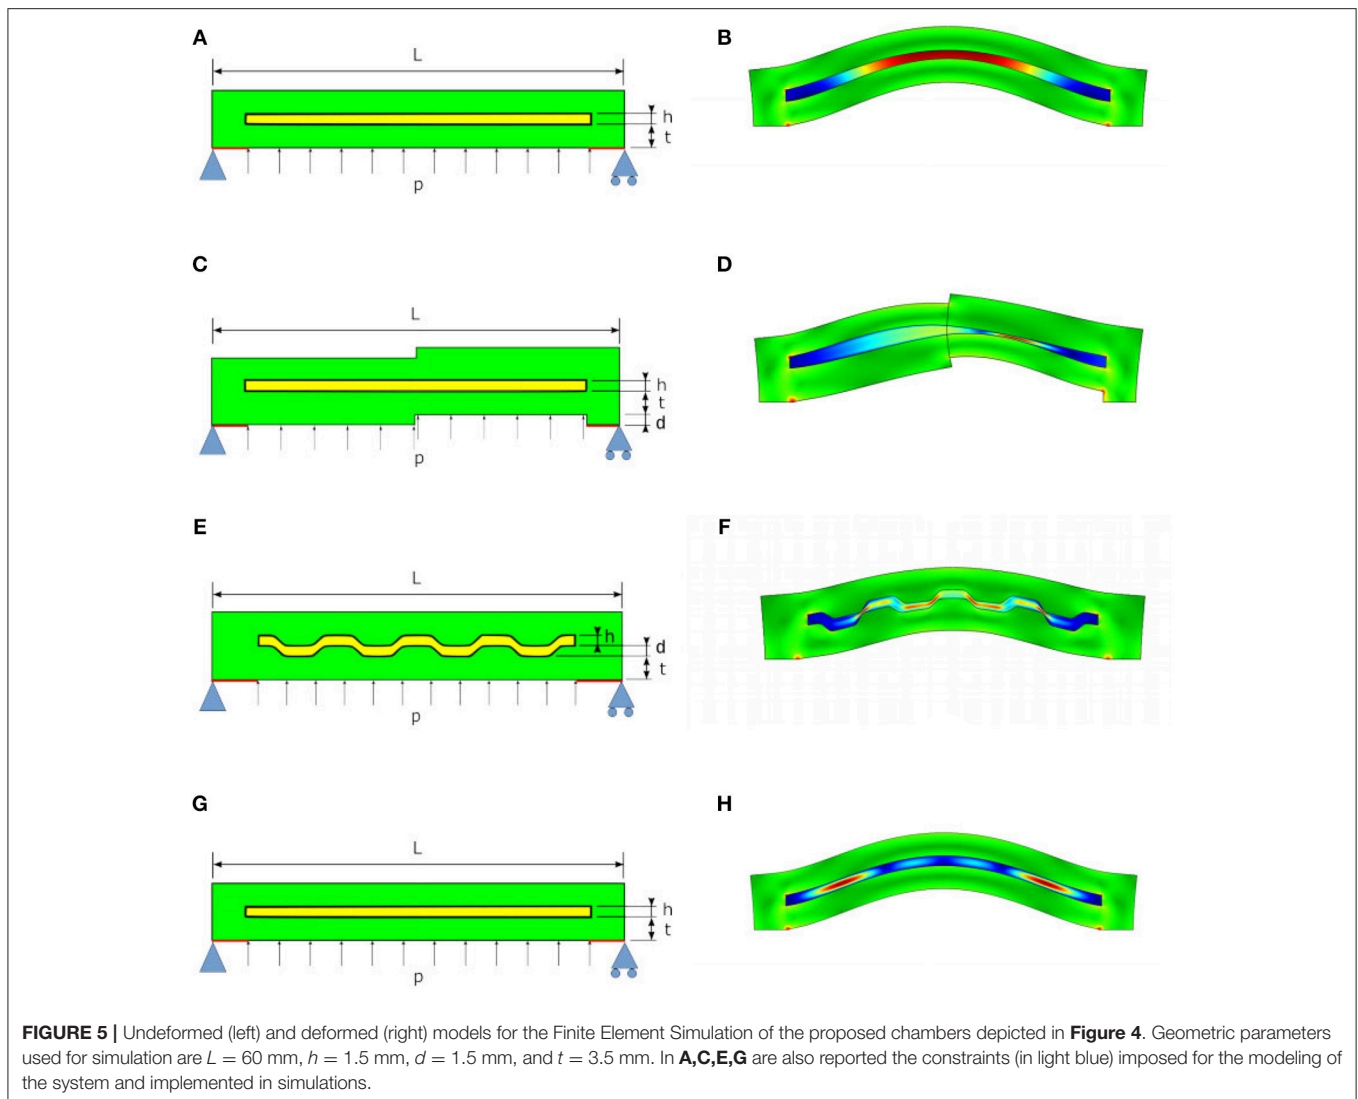 A
B
L
h
t
p
C
D
L
h
t
d
p
E
F
L
h
d
t
p
G
H
L
h
t
p
FIGURE 5 | Undeformed (left) and deformed (right) models for the Finite Element Simulation of the proposed chambers depicted in Figure 4. Geometric parameters
used for simulation are L = 60 mm, h = 1.5 mm, d = 1.5 mm, and t = 3.5 mm. In A,C,E,G are also reported the constraints (in light blue) imposed for the modeling of
the system and implemented in simulations.